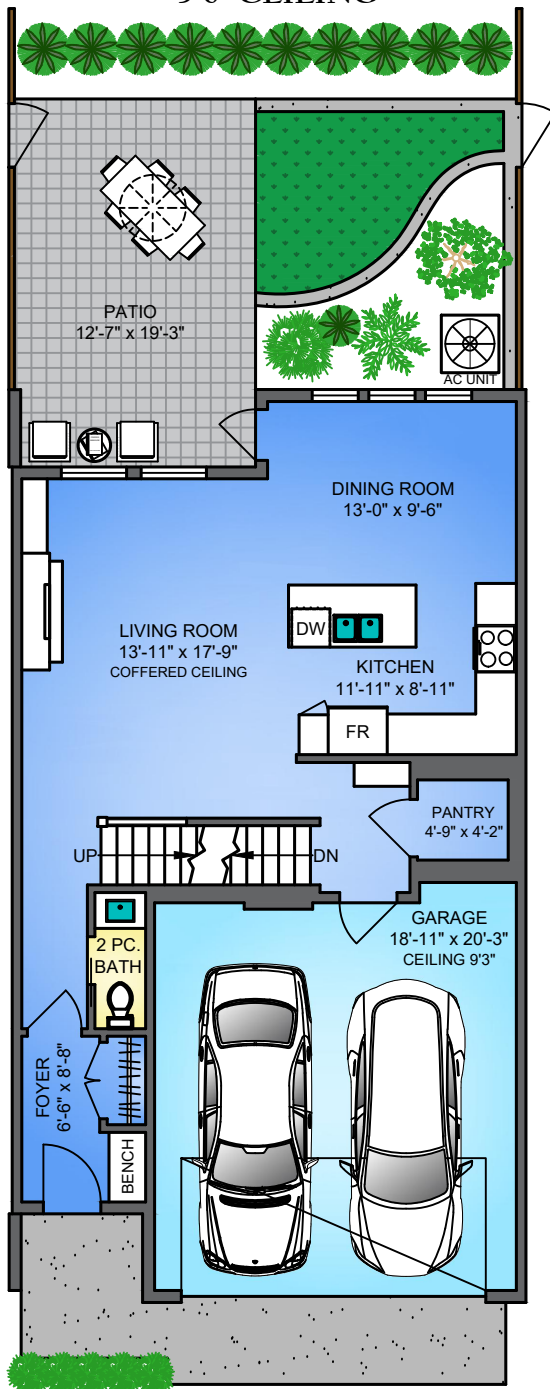 PATIO
12'-7" x 19'-3"
AC UNIT
DINING ROOM
13'-0" x 9'-6"
DW
LIVING ROOM
13'-11" x 17'-9"
COFFERED CEILING
KITCHEN
11'-11" x 8'-11"
FR
PANTRY
4'-9" x 4'-2"
UP
DN
GARAGE
18'-11" x 20'-3"
CEILING 9'3"
2 PC.
BATH
FOYER
6'-6" x 8'-8"
BENCH